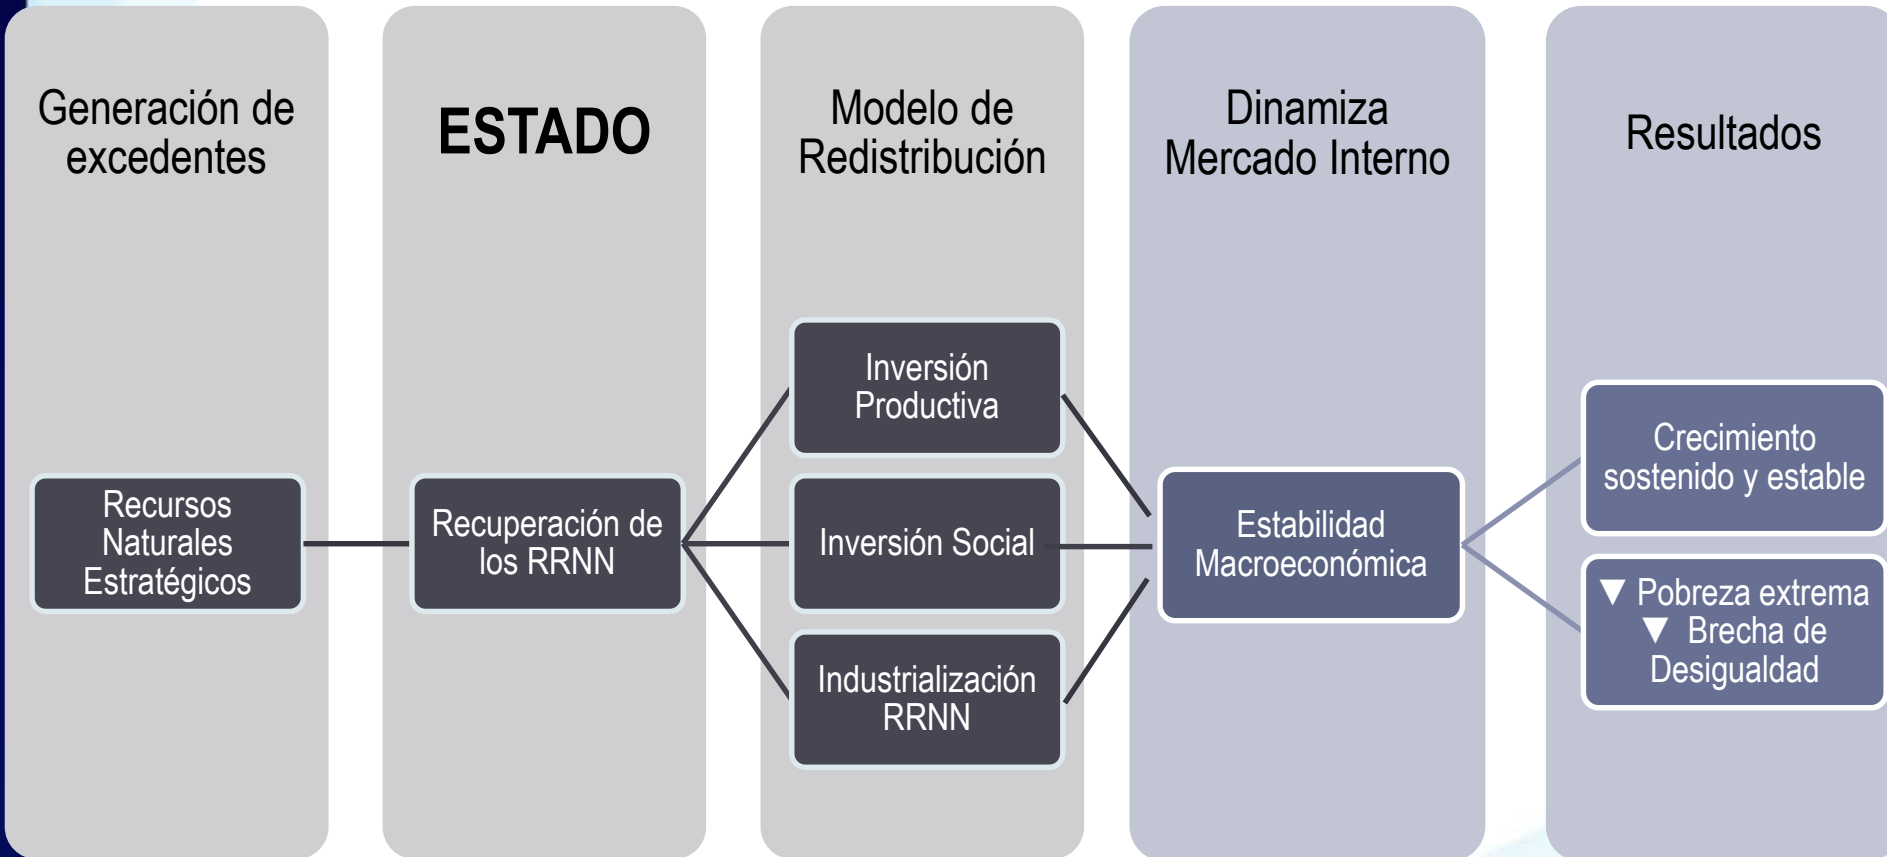 Generación de
excedentes
ESTADO
Modelo de
Redistribución
Dinamiza
Mercado Interno
Resultados
Recursos
Naturales
Estratégicos
Recuperación de
los RRNN
Inversión
Productiva
Inversión Social
Industrialización
RRNN
Estabilidad
Macroeconómica
Crecimiento
sostenido y estable
▼ Pobreza extrema
▼ Brecha de
Desigualdad